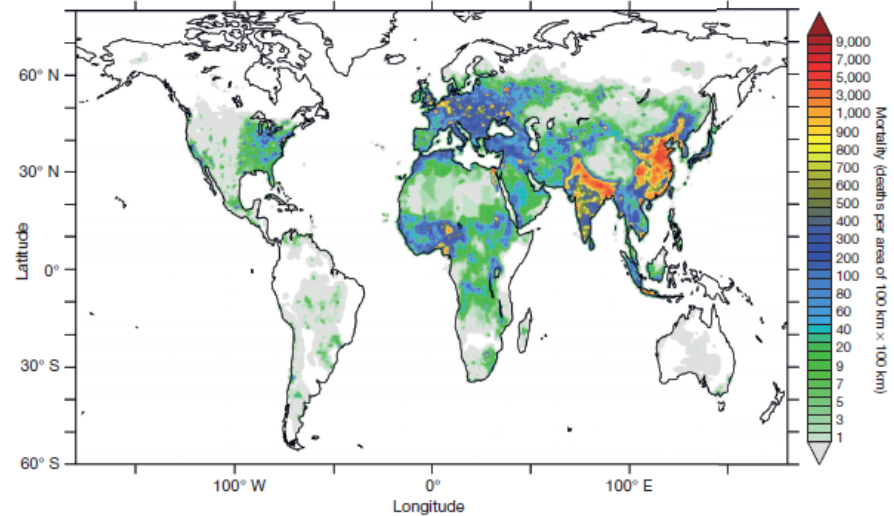 60° N
30° N
0°
30° S
60° S
Latitude
100° W
0°
100° E
Longitude
9,000
7,000
5,000
3,000
1,000
900
800
700
600
500
400
300
200
100
80
60
40
20
9
7
5
3
1
Mortality (deaths per area of 100 km × 100 km)